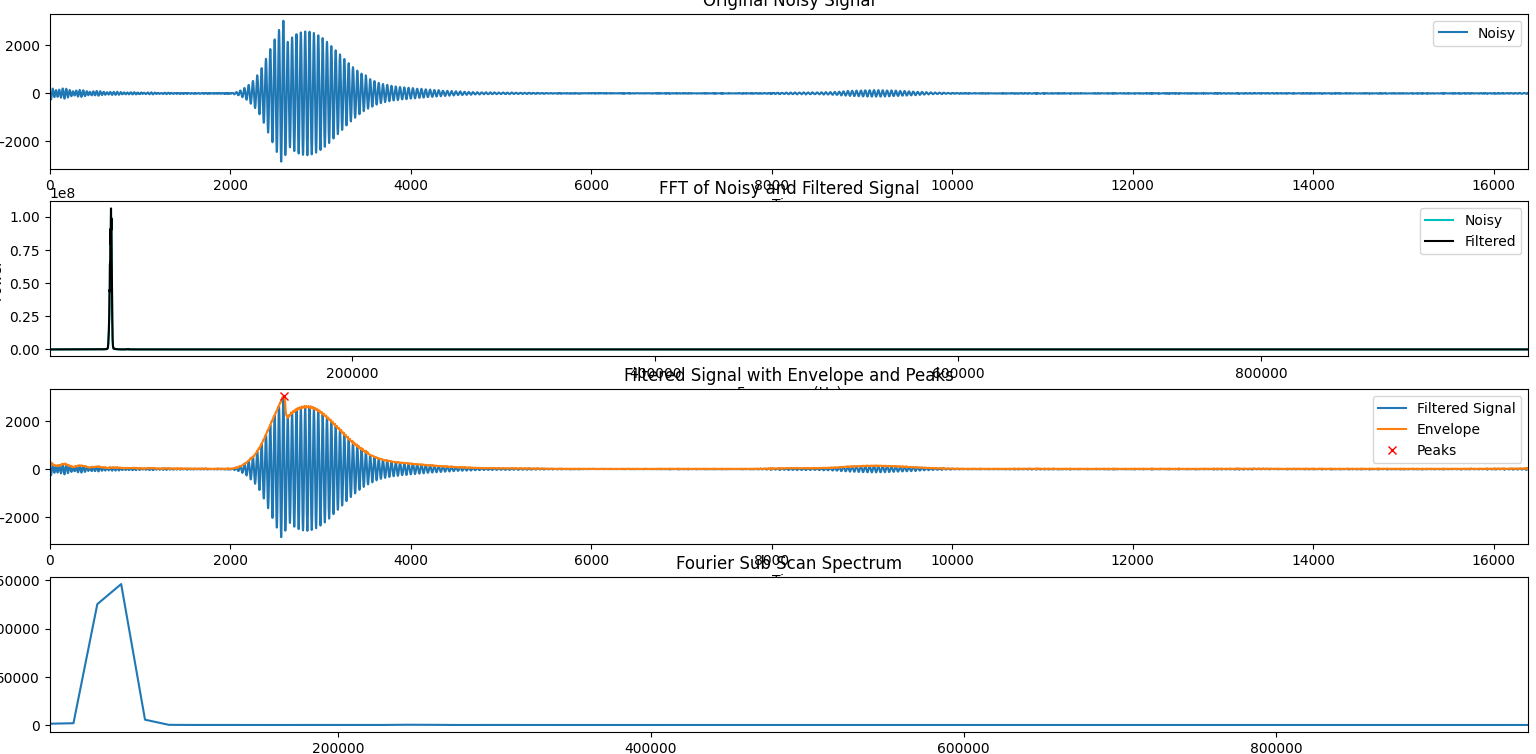 Original Noisy Signal
2000
0
−2000
Noisy
0 2000 4000 6000 8000 10000 12000 14000 16000
1e8
FFT of Noisy and Filtered Signal
1.00
0.75
0.50
0.25
0.00
Noisy
Filtered
200000 400000 600000 800000
Filtered Signal with Envelope and Peaks
2000
0
−2000
Filtered Signal
Envelope
Peaks
0 2000 4000 6000 8000 10000 12000 14000 16000
Fourier Sub Scan Spectrum
0
200000 400000 600000 800000